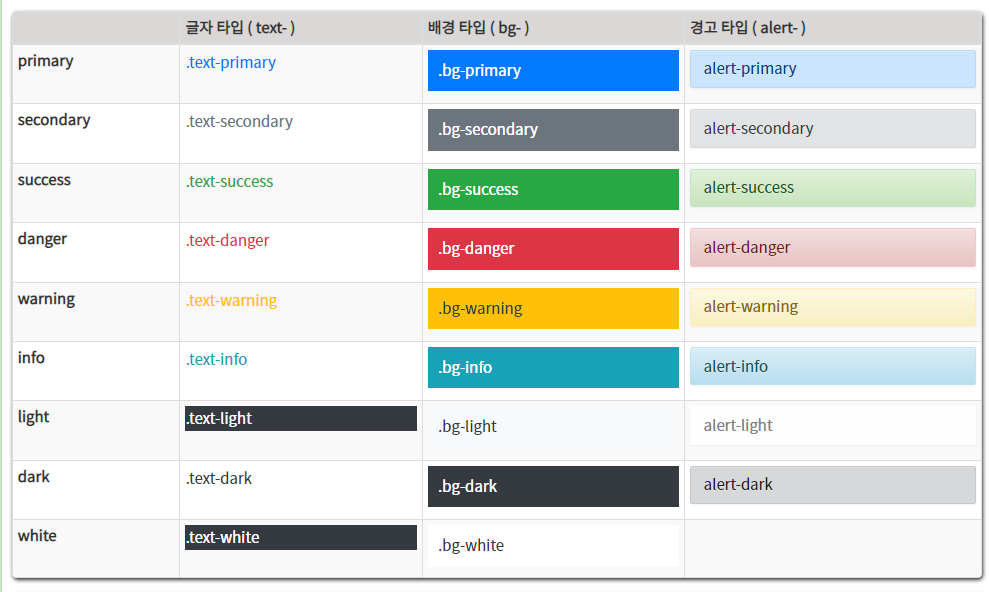 글자 타입 ( text- ) 배경 타입 ( bg- ) 경고 타입 ( alert- )
primary .text-primary .bg-primary alert-primary
secondary .text-secondary .bg-secondary alert-secondary
success .text-success .bg-success alert-success
danger .text-danger .bg-danger alert-danger
warning .text-warning .bg-warning alert-warning
info .text-info .bg-info alert-info
light .text-light .bg-light alert-light
dark .text-dark .bg-dark alert-dark
white .text-white .bg-white